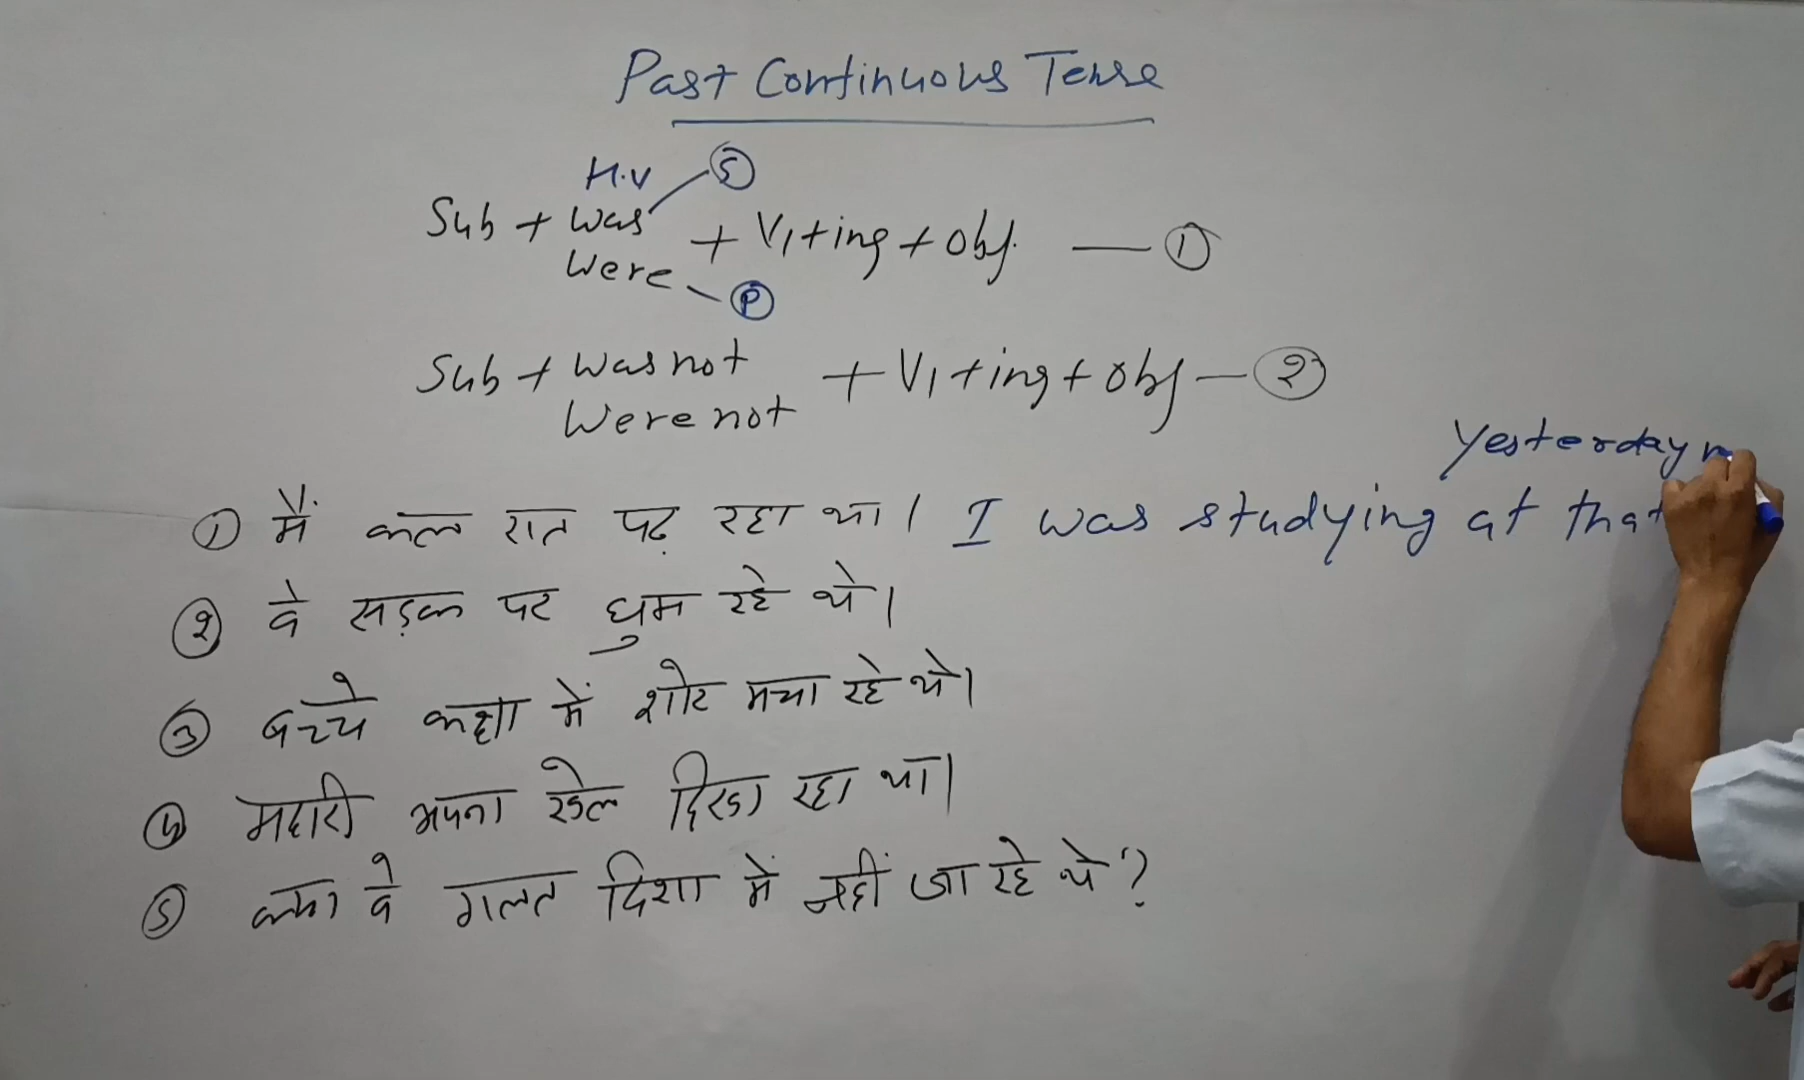 Past Continuous Tense
H.V (S)
Sub + Was + V1+ing + obj. — (1)
Were (P)
Sub + was not + V1+ing + obj — (2)
Were not
Yesterday
(1) मैं कल रात पढ़ रहा था। I was studying at that
(2) वे सड़क पर घुम रहे थे।
(3) बच्चे कक्षा में शोर मचा रहे थे।
(4) मदारी अपना खेल दिखा रहा था।
(5) क्या वे गलत दिशा में नहीं जा रहे थे?